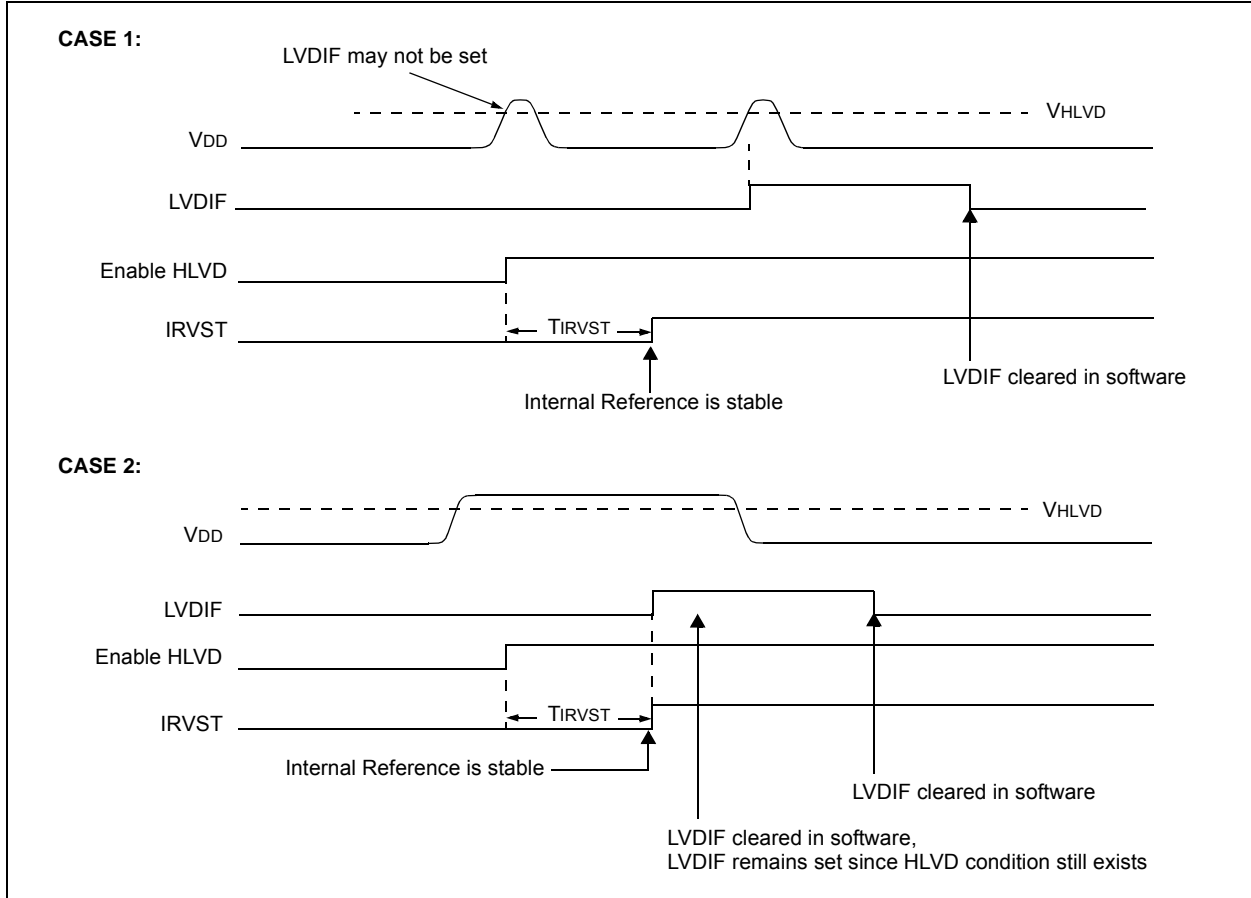 CASE 1:
LVDIF may not be set
VHLVD
VDD
LVDIF
Enable HLVD
TIRVST
IRVST
LVDIF cleared in software
Internal Reference is stable
CASE 2:
VHLVD
VDD
LVDIF
Enable HLVD
TIRVST
IRVST
Internal Reference is stable
LVDIF cleared in software
LVDIF cleared in software,
LVDIF remains set since HLVD condition still exists